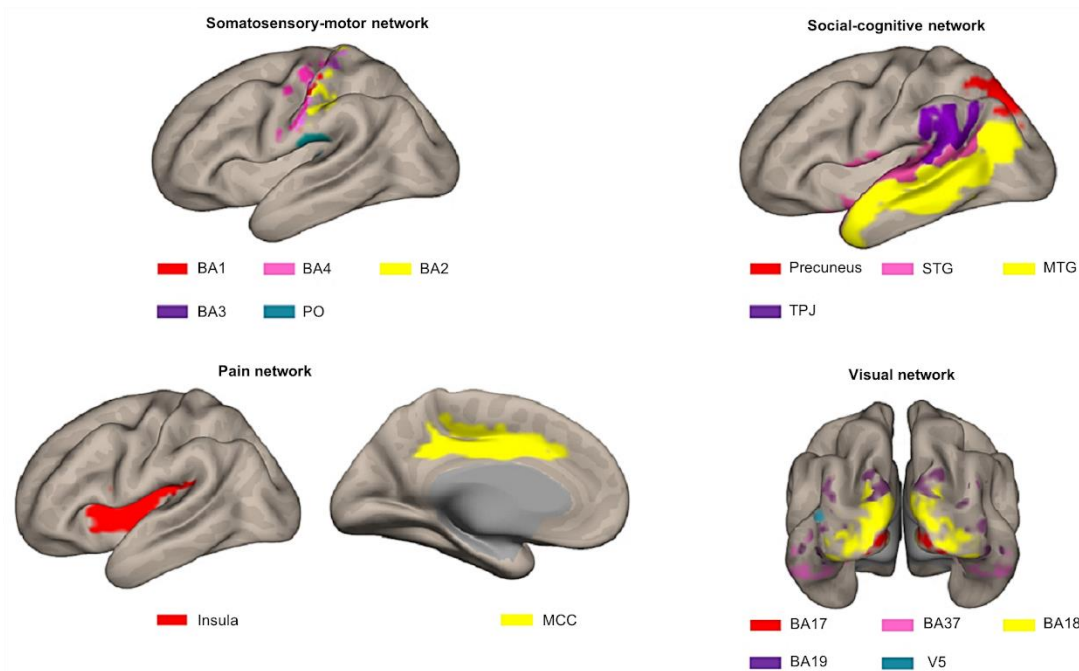 Somatosensory-motor network
BA1 BA4 BA2
BA3 PO
Social-cognitive network
Precuneus STG MTG
TPJ
Pain network
Insula MCC
Visual network
BA17 BA37 BA18
BA19 V5